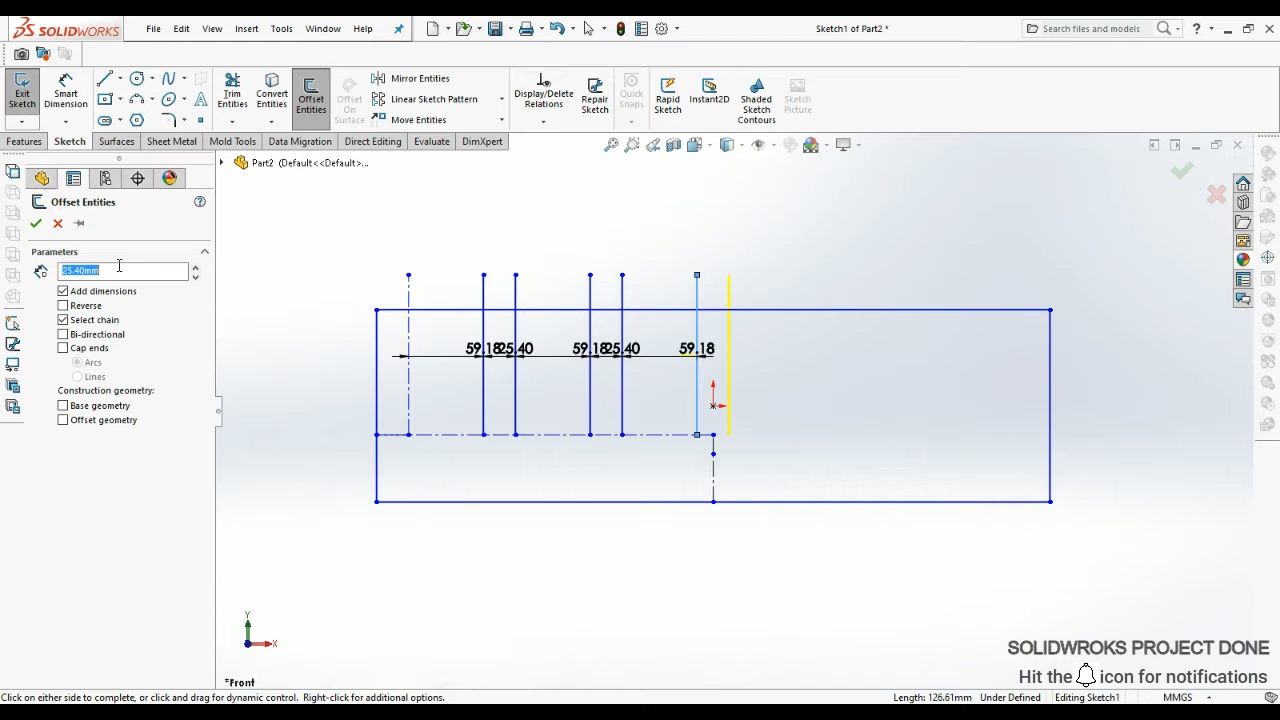 SOLIDWORKS File Edit View Insert Tools Window Help Sketch1 of Part2 * Search files and models ?
Exit Sketch Smart Dimension Trim Entities Convert Entities Offset Entities Offset On Surface Mirror Entities Linear Sketch Pattern Move Entities Display/Delete Relations Repair Sketch Quick Snaps Rapid Sketch Instant2D Shaded Sketch Contours Sketch Picture
Features Sketch Surfaces Sheet Metal Mold Tools Data Migration Direct Editing Evaluate DimXpert
Part2 (Default<<Default>...
Offset Entities
Parameters
25.40mm
Add dimensions
Reverse
Select chain
Bi-directional
Cap ends
Arcs
Lines
Construction geometry:
Base geometry
Offset geometry
59.18 25.40 59.18 25.40 59.18
Y
X
*Front
SOLIDWROKS PROJECT DONE
Hit the icon for notifications
Click on either side to complete, or click and drag for dynamic control. Right-click for additional options. Length: 126.61mm Under Defined Editing Sketch1 MMGS